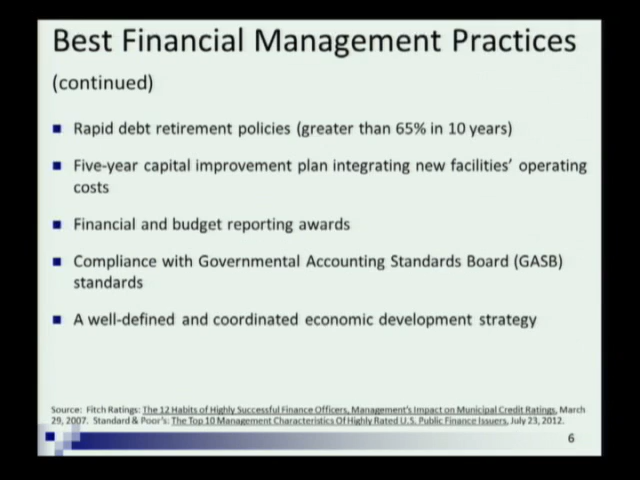 Best Financial Management Practices
(continued)
Rapid debt retirement policies (greater than 65% in 10 years)
Five-year capital improvement plan integrating new facilities' operating
costs
Financial and budget reporting awards
Compliance with Governmental Accounting Standards Board (GASB)
standards
A well-defined and coordinated economic development strategy
Source: Fitch Ratings: The 12 Habits of Highly Successful Finance Officers, Management's Impact on Municipal Credit Ratings, March
29, 2007. Standard & Poor's: The Top 10 Management Characteristics Of Highly Rated U.S. Public Finance Issuers, July 23, 2012.
6